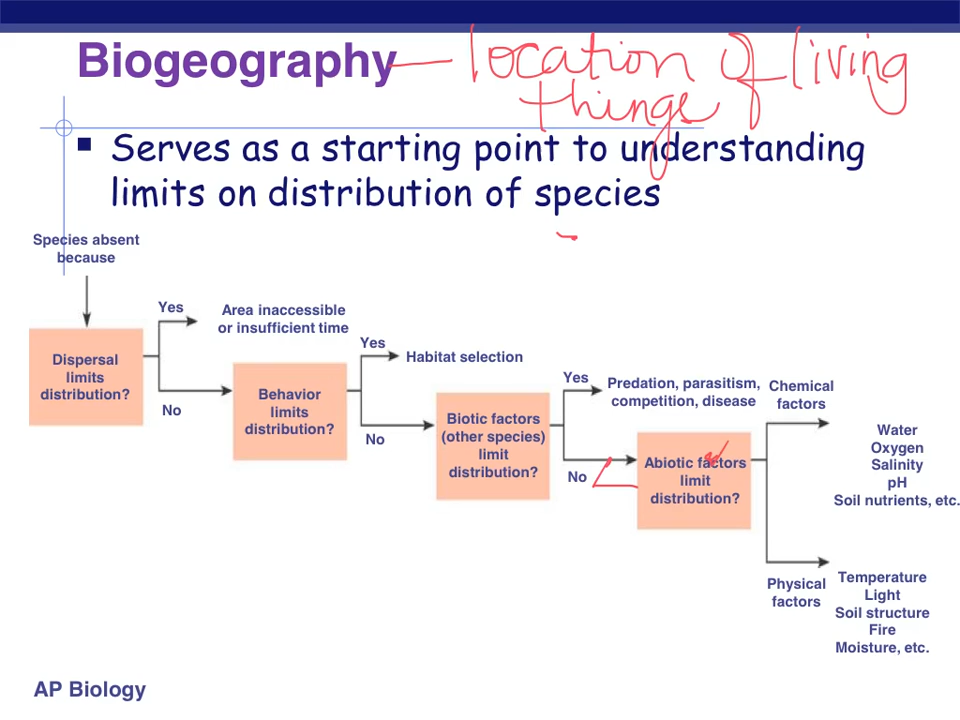 Biogeography — location of living
things
Serves as a starting point to understanding
limits on distribution of species
Species absent
because
Dispersal
limits
distribution?
Yes
Area inaccessible
or insufficient time
No
Behavior
limits
distribution?
Yes
Habitat selection
No
Biotic factors
(other species)
limit
distribution?
Yes
Predation, parasitism,
competition, disease
No
Abiotic factors
limit
distribution?
Chemical
factors
Water
Oxygen
Salinity
pH
Soil nutrients, etc.
Physical
factors
Temperature
Light
Soil structure
Fire
Moisture, etc.
AP Biology